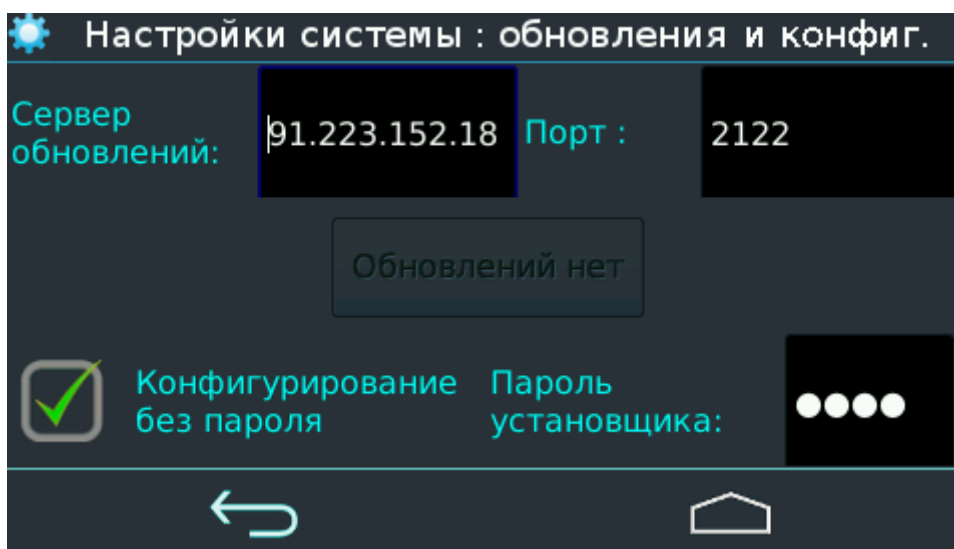 Настройки системы : обновления и конфиг.
Сервер
обновлений:
91.223.152.18
Порт :
2122
Обновлений нет
Конфигурирование
без пароля
Пароль
установщика:
●●●●